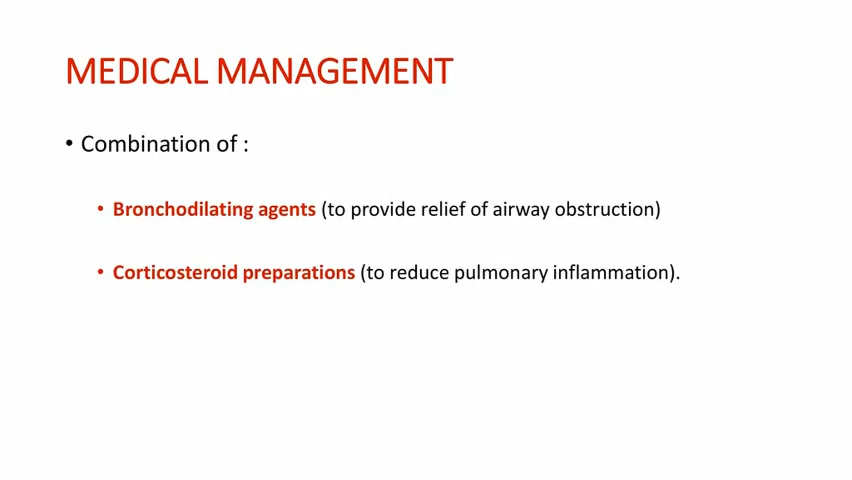 MEDICAL MANAGEMENT
• Combination of :
• Bronchodilating agents (to provide relief of airway obstruction)
• Corticosteroid preparations (to reduce pulmonary inflammation).